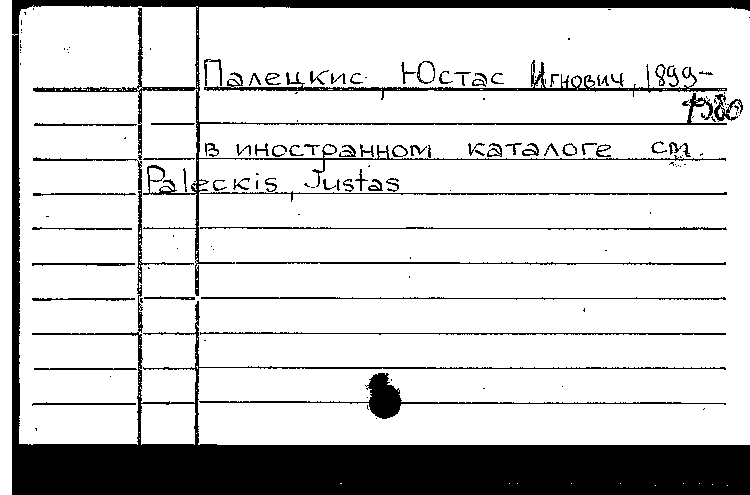 Палецкис, Юстас Игнович, 1899-
1980
в иностранном каталоге см.
Paleckis, Justas